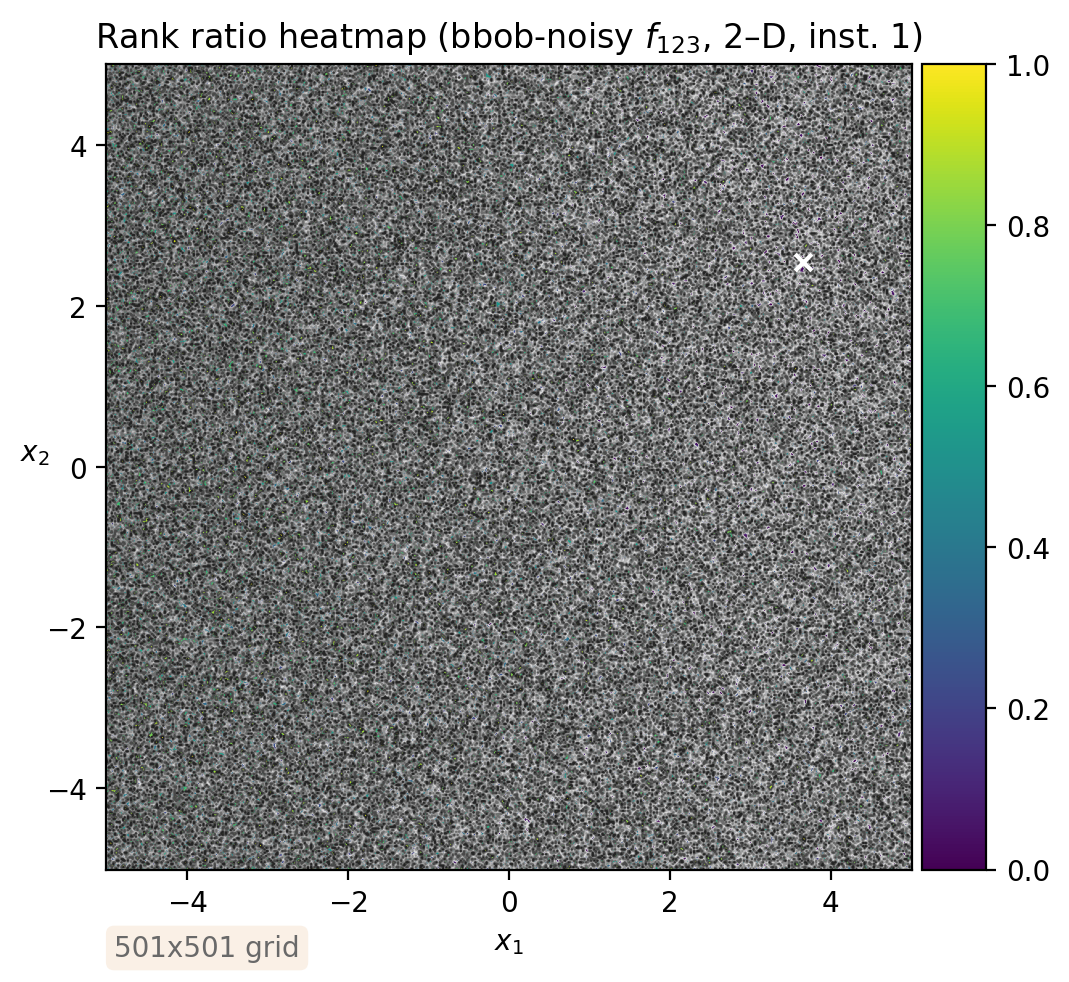 Rank ratio heatmap (bbob-noisy f₁₂₃, 2–D, inst. 1)
1.0
4
0.8
2
0.6
x₂
0
0.4
−2
0.2
−4
0.0
−4 −2 0 2 4
501x501 grid
x₁